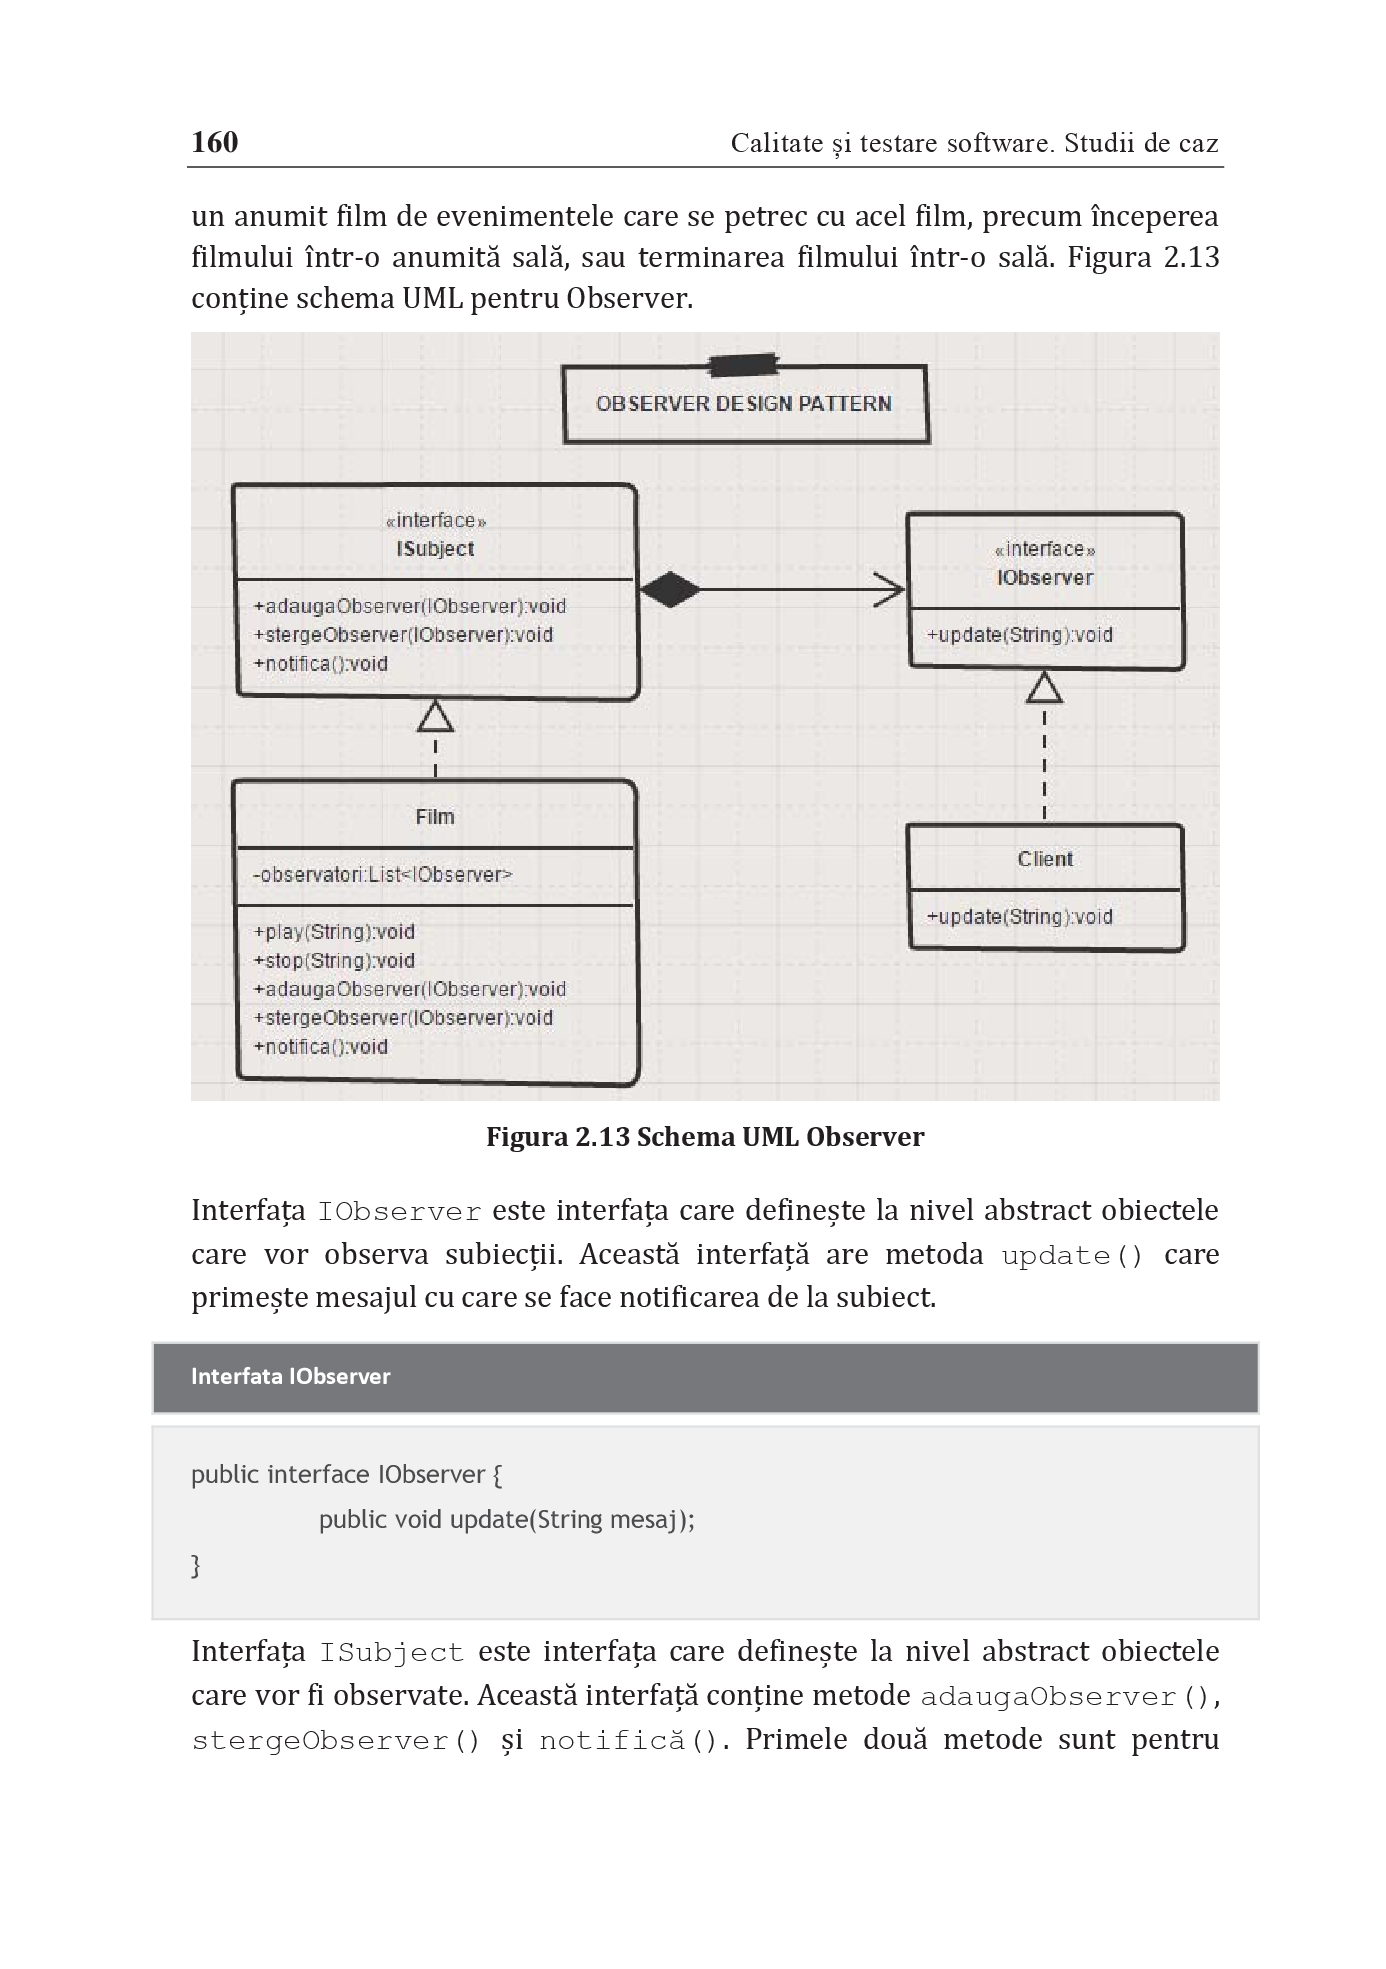 160 Calitate și testare software. Studii de caz
un anumit film de evenimentele care se petrec cu acel film, precum începerea
filmului într-o anumită sală, sau terminarea filmului într-o sală. Figura 2.13
conține schema UML pentru Observer.
OBSERVER DESIGN PATTERN
«interface»
ISubject
+adaugaObserver(IObserver):void
+stergeObserver(IObserver):void
+notifica():void
«interface»
IObserver
+update(String):void
Film
-observatori:List<IObserver>
+play(String):void
+stop(String):void
+adaugaObserver(IObserver):void
+stergeObserver(IObserver):void
+notifica():void
Client
+update(String):void
Figura 2.13 Schema UML Observer
Interfața IObserver este interfața care definește la nivel abstract obiectele
care vor observa subiecții. Această interfață are metoda update() care
primește mesajul cu care se face notificarea de la subiect.
Interfata IObserver
public interface IObserver {
public void update(String mesaj);
}
Interfața ISubject este interfața care definește la nivel abstract obiectele
care vor fi observate. Această interfață conține metode adaugaObserver(),
stergeObserver() și notifică(). Primele două metode sunt pentru